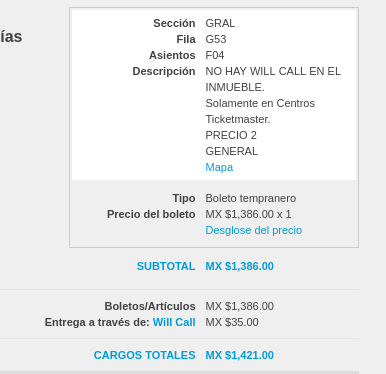 ías
Sección GRAL
Fila G53
Asientos F04
Descripción NO HAY WILL CALL EN EL
INMUEBLE.
Solamente en Centros
Ticketmaster.
PRECIO 2
GENERAL
Mapa
Tipo Boleto tempranero
Precio del boleto MX $1,386.00 x 1
Desglose del precio
SUBTOTAL MX $1,386.00
Boletos/Artículos MX $1,386.00
Entrega a través de: Will Call MX $35.00
CARGOS TOTALES MX $1,421.00